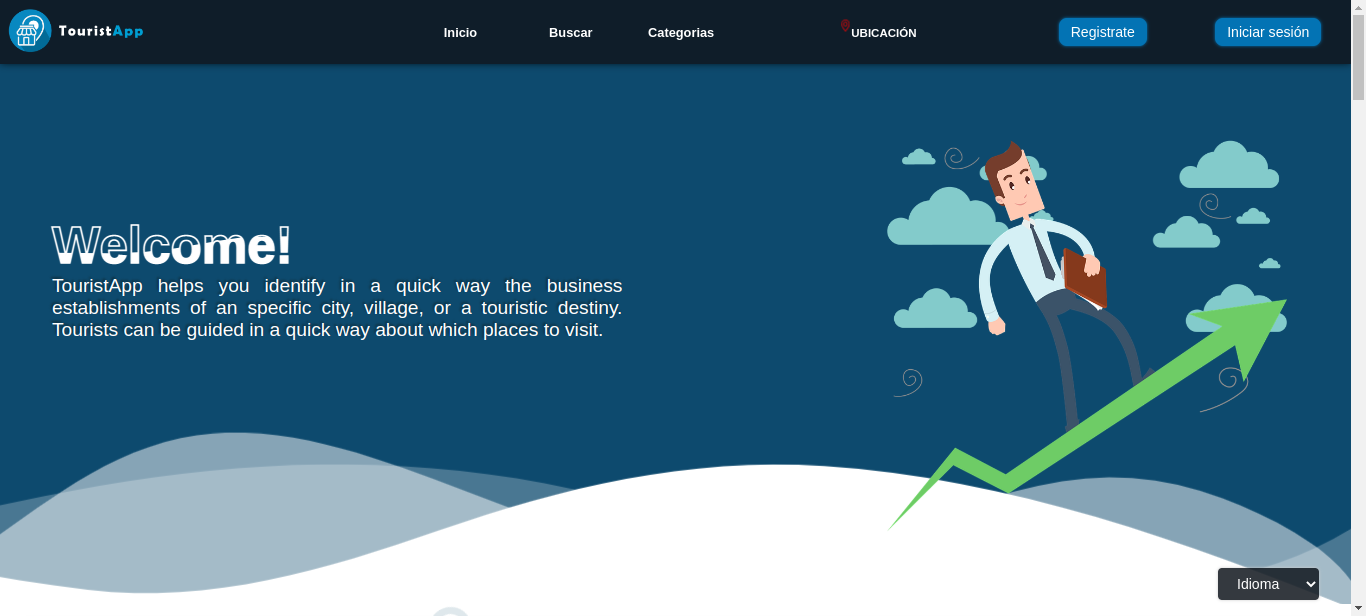 TouristApp
Inicio
Buscar
Categorias
UBICACIÓN
Registrate
Iniciar sesión
Welcome!
TouristApp helps you identify in a quick way the business
establishments of an specific city, village, or a touristic destiny.
Tourists can be guided in a quick way about which places to visit.
Idioma